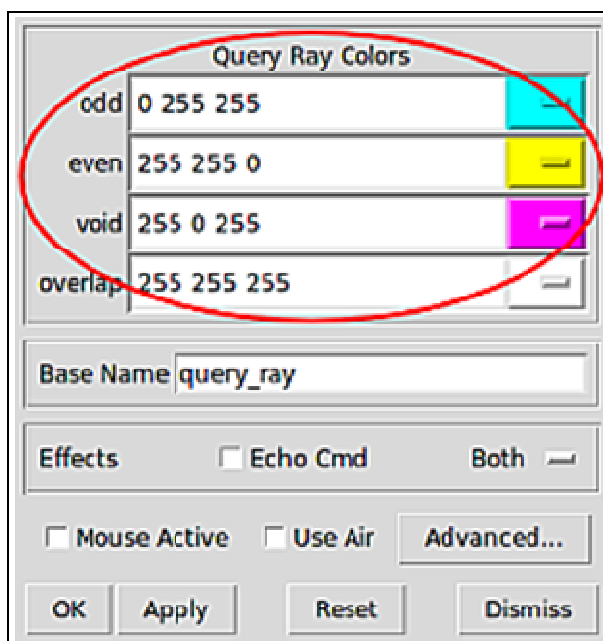 Query Ray Colors
odd 0 255 255
even 255 255 0
void 255 0 255
overlap 255 255 255
Base Name query_ray
Effects Echo Cmd Both
Mouse Active Use Air Advanced...
OK Apply Reset Dismiss